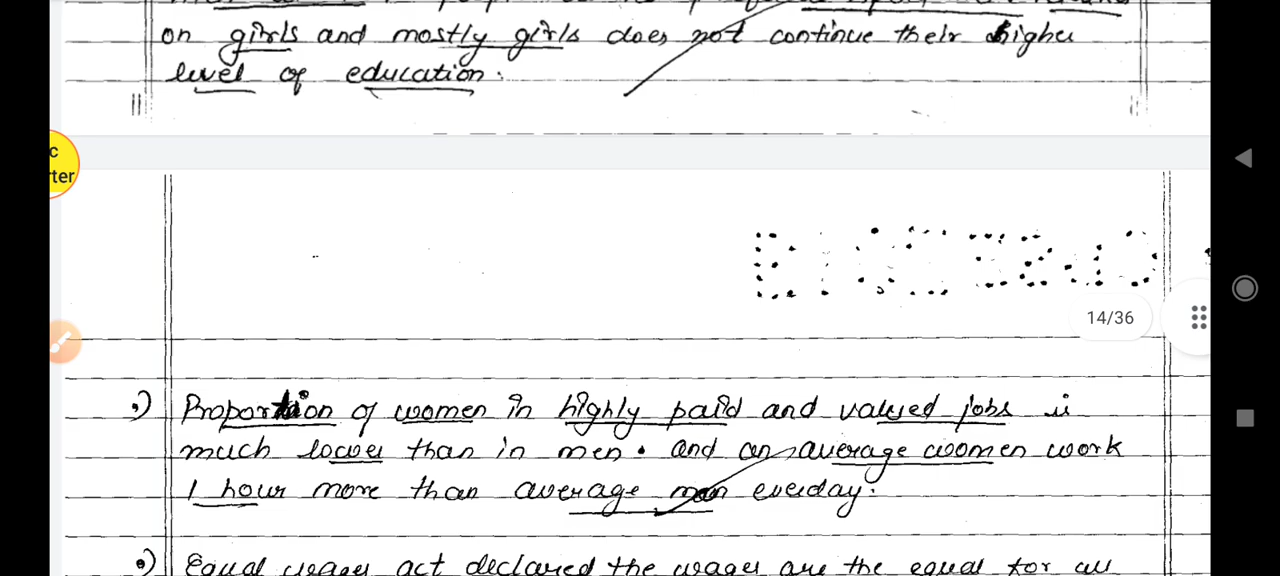 on girls and mostly girls does not continue their higher
level of education.
c
ter
14/36
Proportion of women in highly paid and valued jobs is
much lower than in men. and an average women work
1 hour more than average man everday.
Equal wages act declared the wages are the equal for all